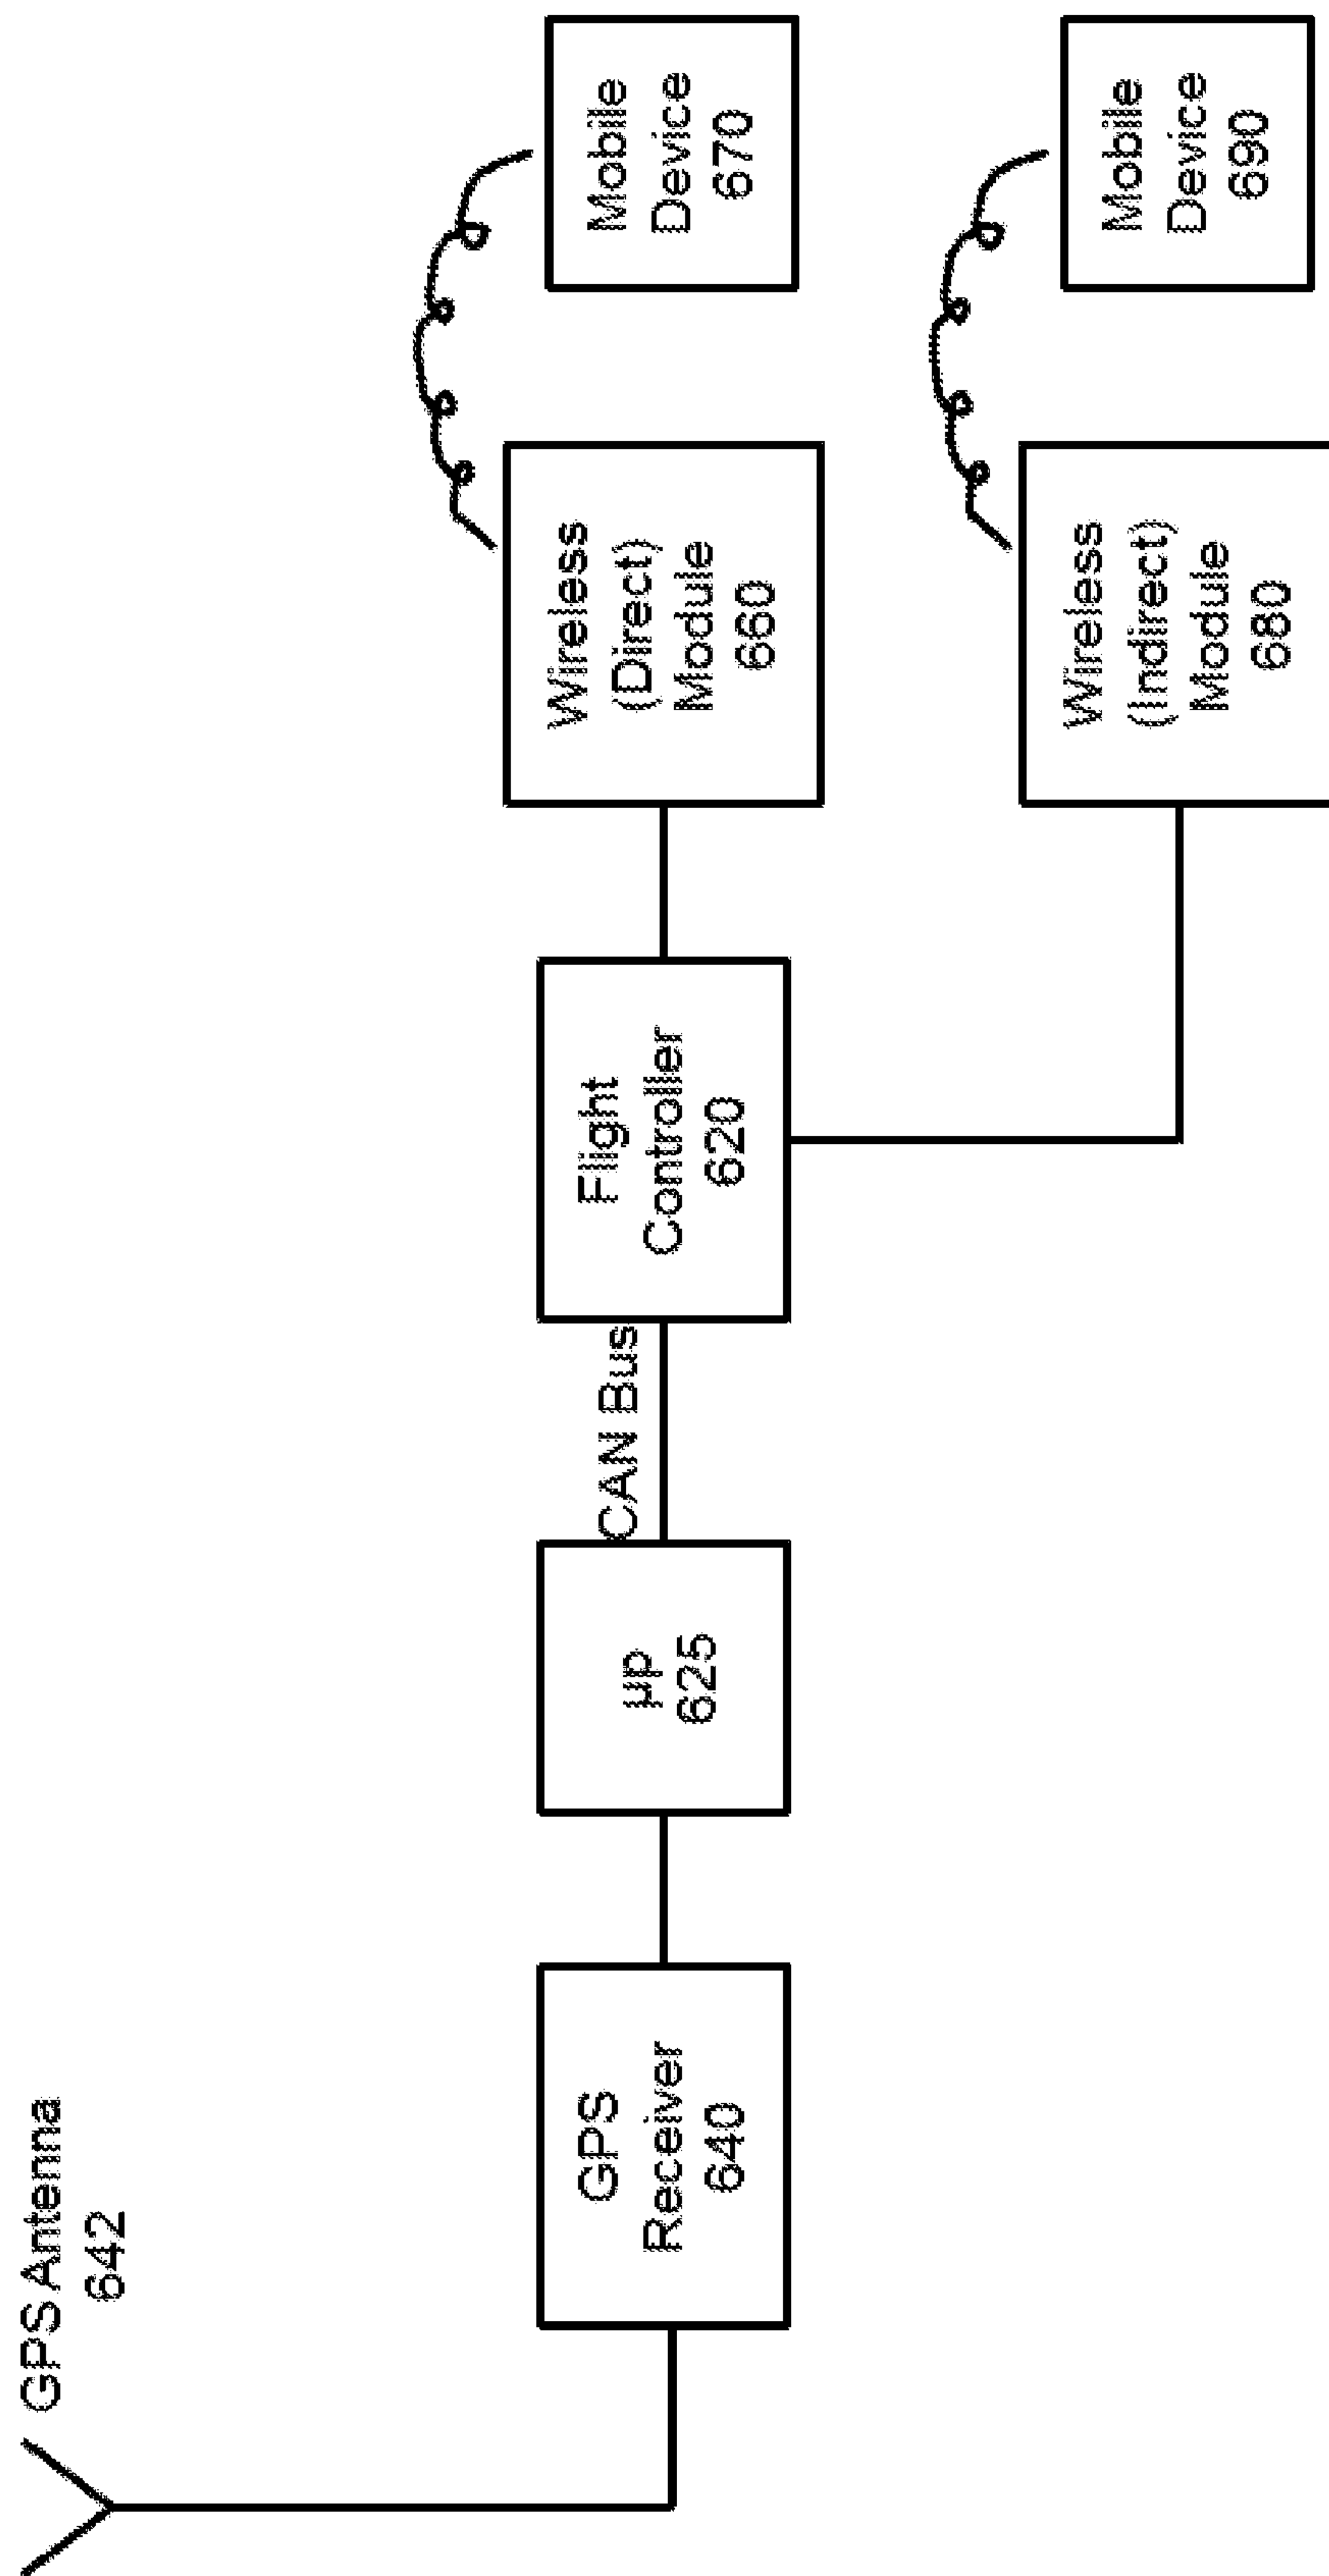 GPS Antenna
642
GPS
Receiver
640
µp
625
CAN Bus
Flight
Controller
620
Wireless
(Direct)
Module
660
Mobile
Device
670
Wireless
(Indirect)
Module
680
Mobile
Device
690